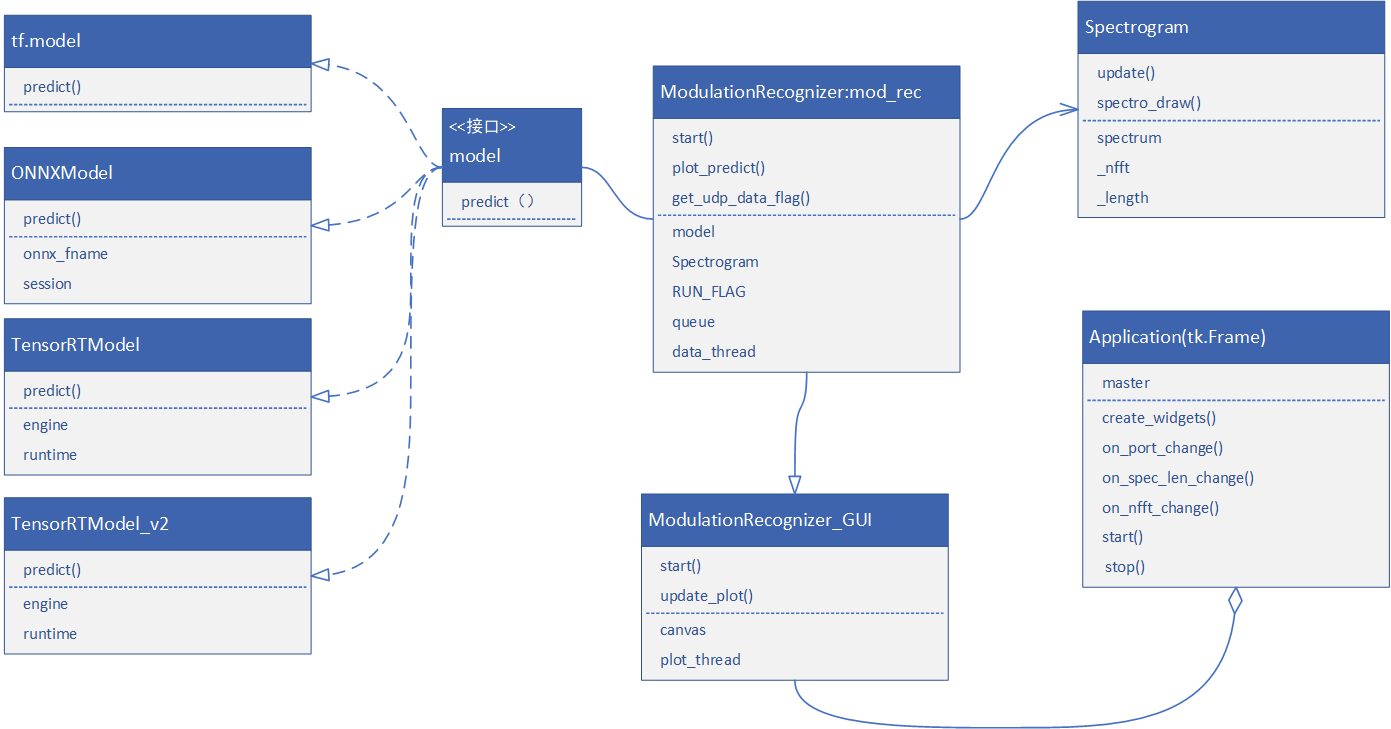 tf.model
predict()
ONNXModel
predict()
onnx_fname
session
TensorRTModel
predict()
engine
runtime
TensorRTModel_v2
predict()
engine
runtime
<<接口>>
model
predict（）
ModulationRecognizer:mod_rec
start()
plot_predict()
get_udp_data_flag()
model
Spectrogram
RUN_FLAG
queue
data_thread
ModulationRecognizer_GUI
start()
update_plot()
canvas
plot_thread
Spectrogram
update()
spectro_draw()
spectrum
_nfft
_length
Application(tk.Frame)
master
create_widgets()
on_port_change()
on_spec_len_change()
on_nfft_change()
start()
stop()